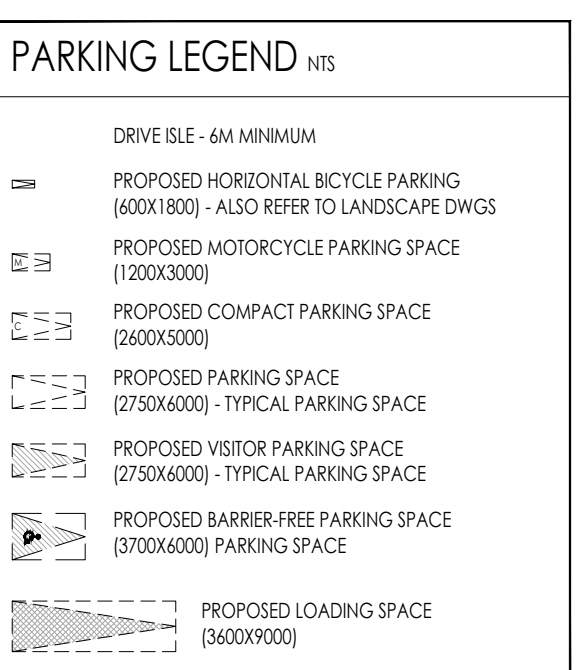 PARKING LEGEND NTS
DRIVE ISLE - 6M MINIMUM
PROPOSED HORIZONTAL BICYCLE PARKING
(600X1800) - ALSO REFER TO LANDSCAPE DWGS
M
PROPOSED MOTORCYCLE PARKING SPACE
(1200X3000)
C
PROPOSED COMPACT PARKING SPACE
(2600X5000)
PROPOSED PARKING SPACE
(2750X6000) - TYPICAL PARKING SPACE
PROPOSED VISITOR PARKING SPACE
(2750X6000) - TYPICAL PARKING SPACE
PROPOSED BARRIER-FREE PARKING SPACE
(3700X6000) PARKING SPACE
PROPOSED LOADING SPACE
(3600X9000)